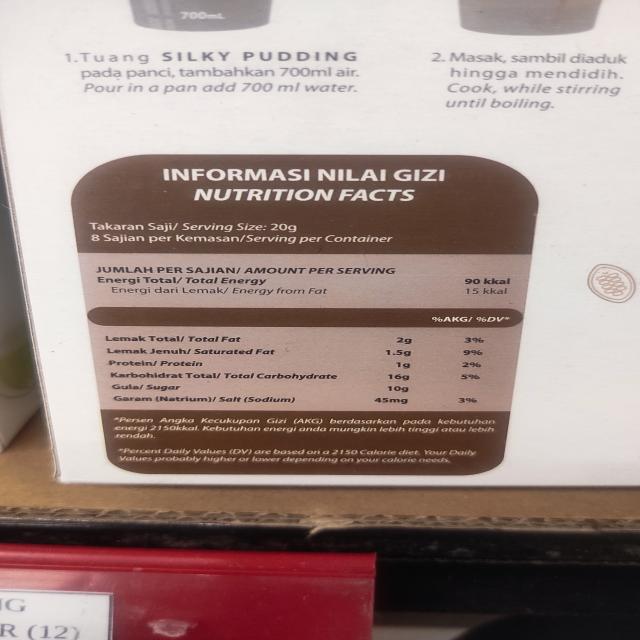 700mL
1.Tuang SILKY PUDDING
pada panci, tambahkan 700ml air.
Pour in a pan add 700 ml water.
2. Masak, sambil diaduk
hingga mendidih.
Cook, while stirring
until boiling.
INFORMASI NILAI GIZI
NUTRITION FACTS
Takaran Saji/ Serving Size: 20g
8 Sajian per Kemasan/Serving per Container
JUMLAH PER SAJIAN/ AMOUNT PER SERVING
Energi Total/ Total Energy 90 kkal
Energi dari Lemak/ Energy from Fat 15 kkal
%AKG/ %DV*
Lemak Total/ Total Fat 2g 3%
Lemak Jenuh/ Saturated Fat 1.5g 9%
Protein/ Protein 1g 2%
Karbohidrat Total/ Total Carbohydrate 16g 5%
Gula/ Sugar 10g
Garam (Natrium)/ Salt (Sodium) 45mg 3%
*Persen Angka Kecukupan Gizi (AKG) berdasarkan pada kebutuhan
energi 2150kkal. Kebutuhan energi anda mungkin lebih tinggi atau lebih
rendah.
*Percent Daily Values (DV) are based on a 2150 Calorie diet. Your Daily
Values probably higher or lower depending on your calorie needs.
NG
R (12)